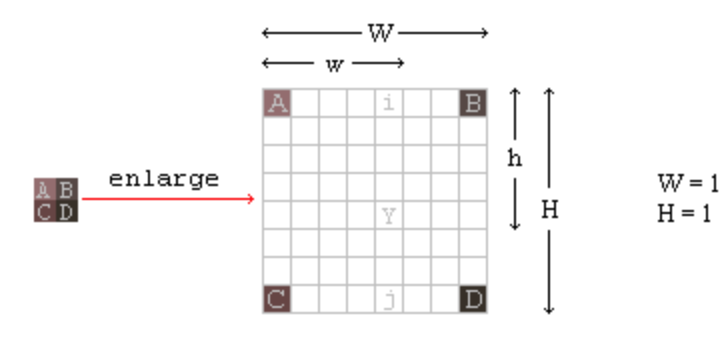 W
w
A i B
h
enlarge
A B
C D
W = 1
H
H = 1
Y
C j D